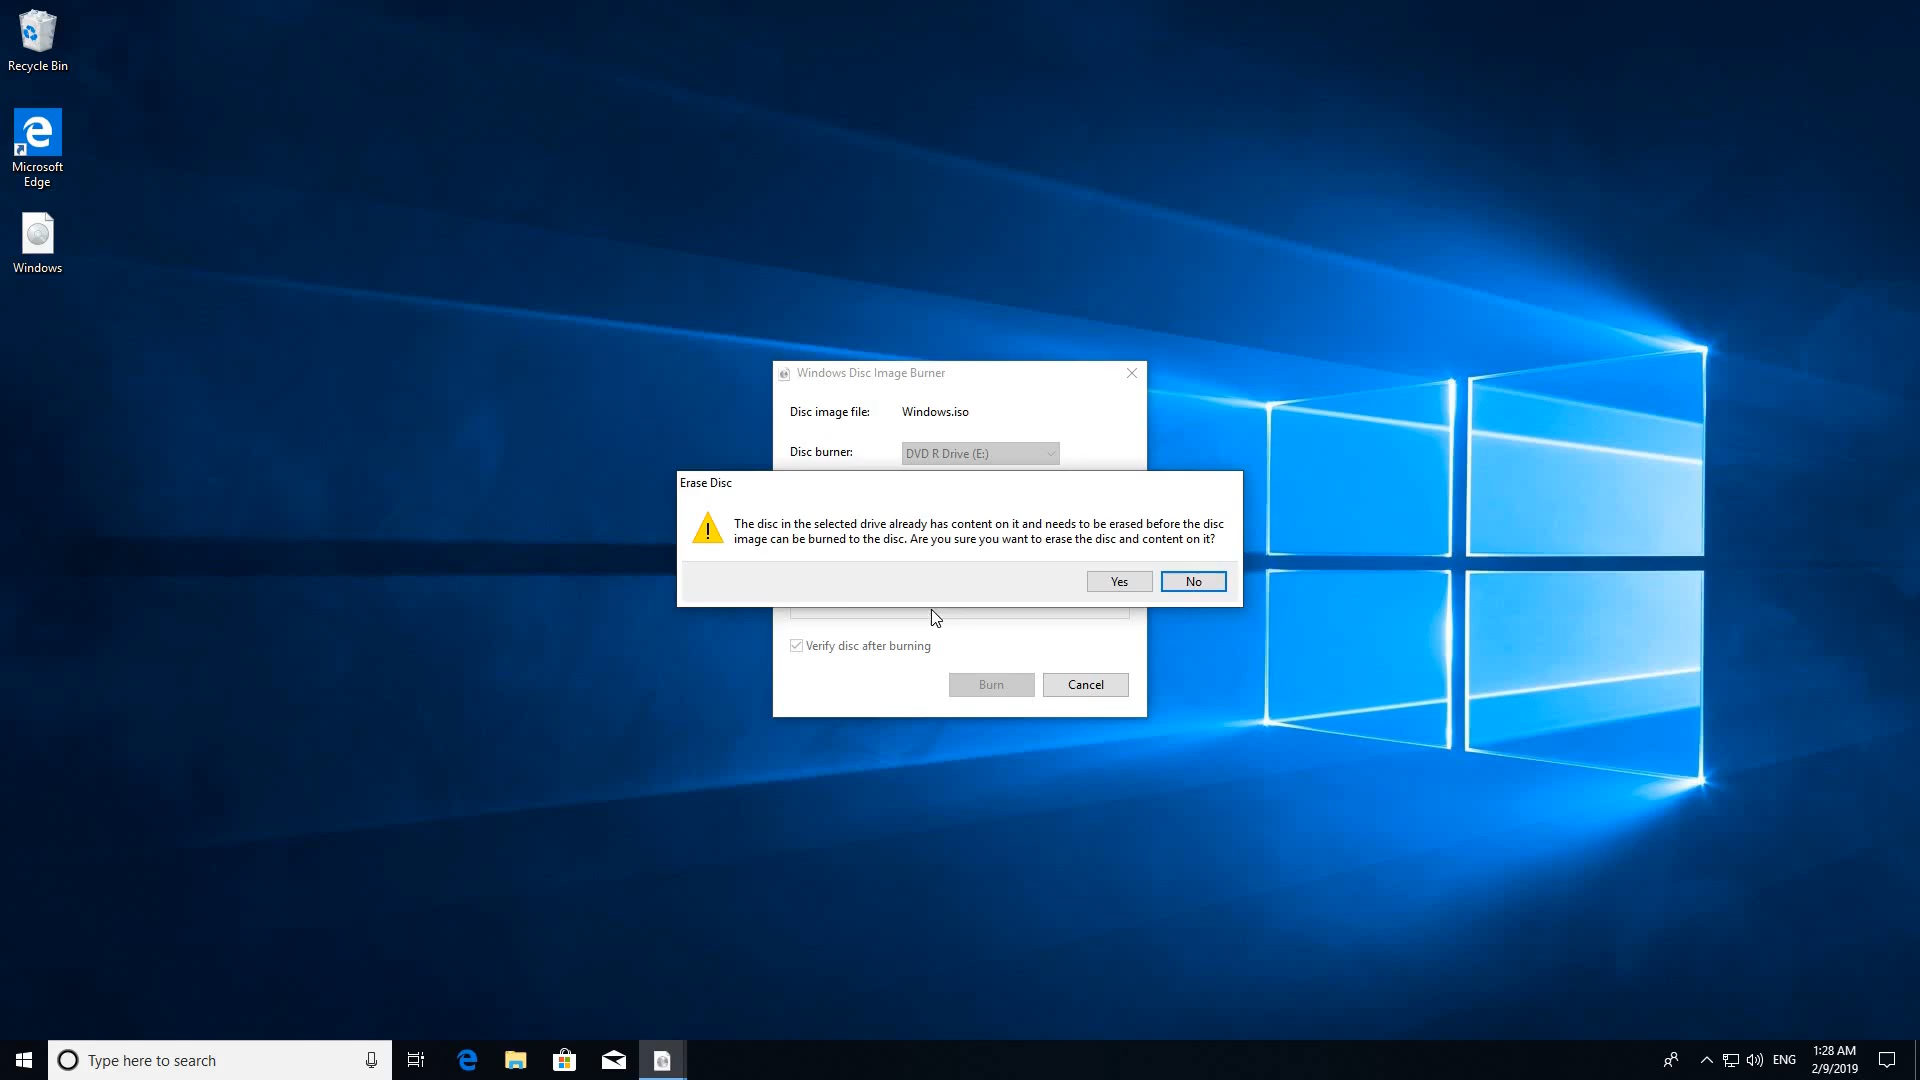 Recycle Bin
Microsoft
Edge
Windows
Windows Disc Image Burner
Disc image file: Windows.iso
Disc burner: DVD R Drive (E:)
Erase Disc
The disc in the selected drive already has content on it and needs to be erased before the disc
image can be burned to the disc. Are you sure you want to erase the disc and content on it?
Yes No
Verify disc after burning
Burn Cancel
Type here to search
ENG
1:28 AM
2/9/2019